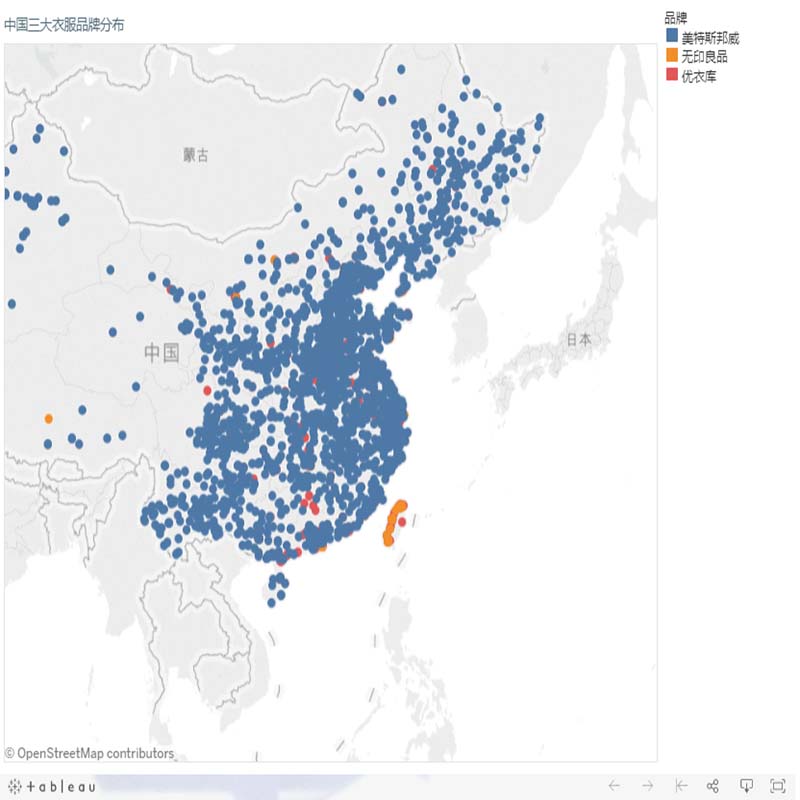 中国三大衣服品牌分布
品牌
美特斯邦威
无印良品
优衣库
蒙古
中国
日本
© OpenStreetMap contributors
+ableau